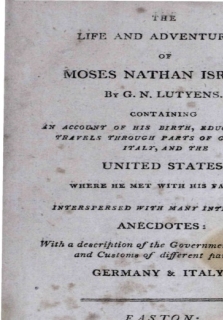 THE
LIFE AND ADVENTUR
OF
MOSES NATHAN ISR
BY G. N. LUTYENS.
CONTAINING
AN ACCOUNT OF HIS BIRTH, EDU
TRAVELS THROUGH PARTS OF G
ITALY, AND THE
UNITED STATES
WHERE HE MET WITH HIS FA
INTERSPERSED WITH MANY INT
ANECDOTES:
With a description of the Governme
and Customs of different pa
GERMANY & ITALY
EASTON: